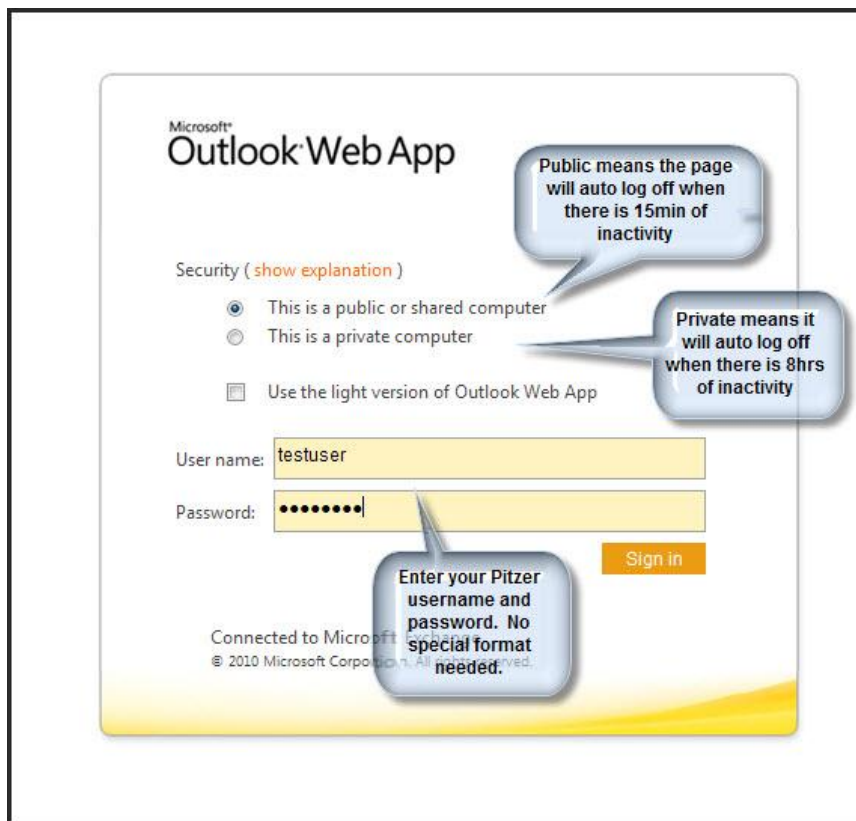 Microsoft®
Outlook Web App
Public means the page
will auto log off when
there is 15min of
inactivity
Security ( show explanation )
This is a public or shared computer
This is a private computer
Private means it
will auto log off
when there is 8hrs
of inactivity
Use the light version of Outlook Web App
User name: testuser
Password: ••••••••
Sign in
Enter your Pitzer
username and
password. No
special format
needed.
Connected to Microsoft Exchange
© 2010 Microsoft Corporation. All rights reserved.